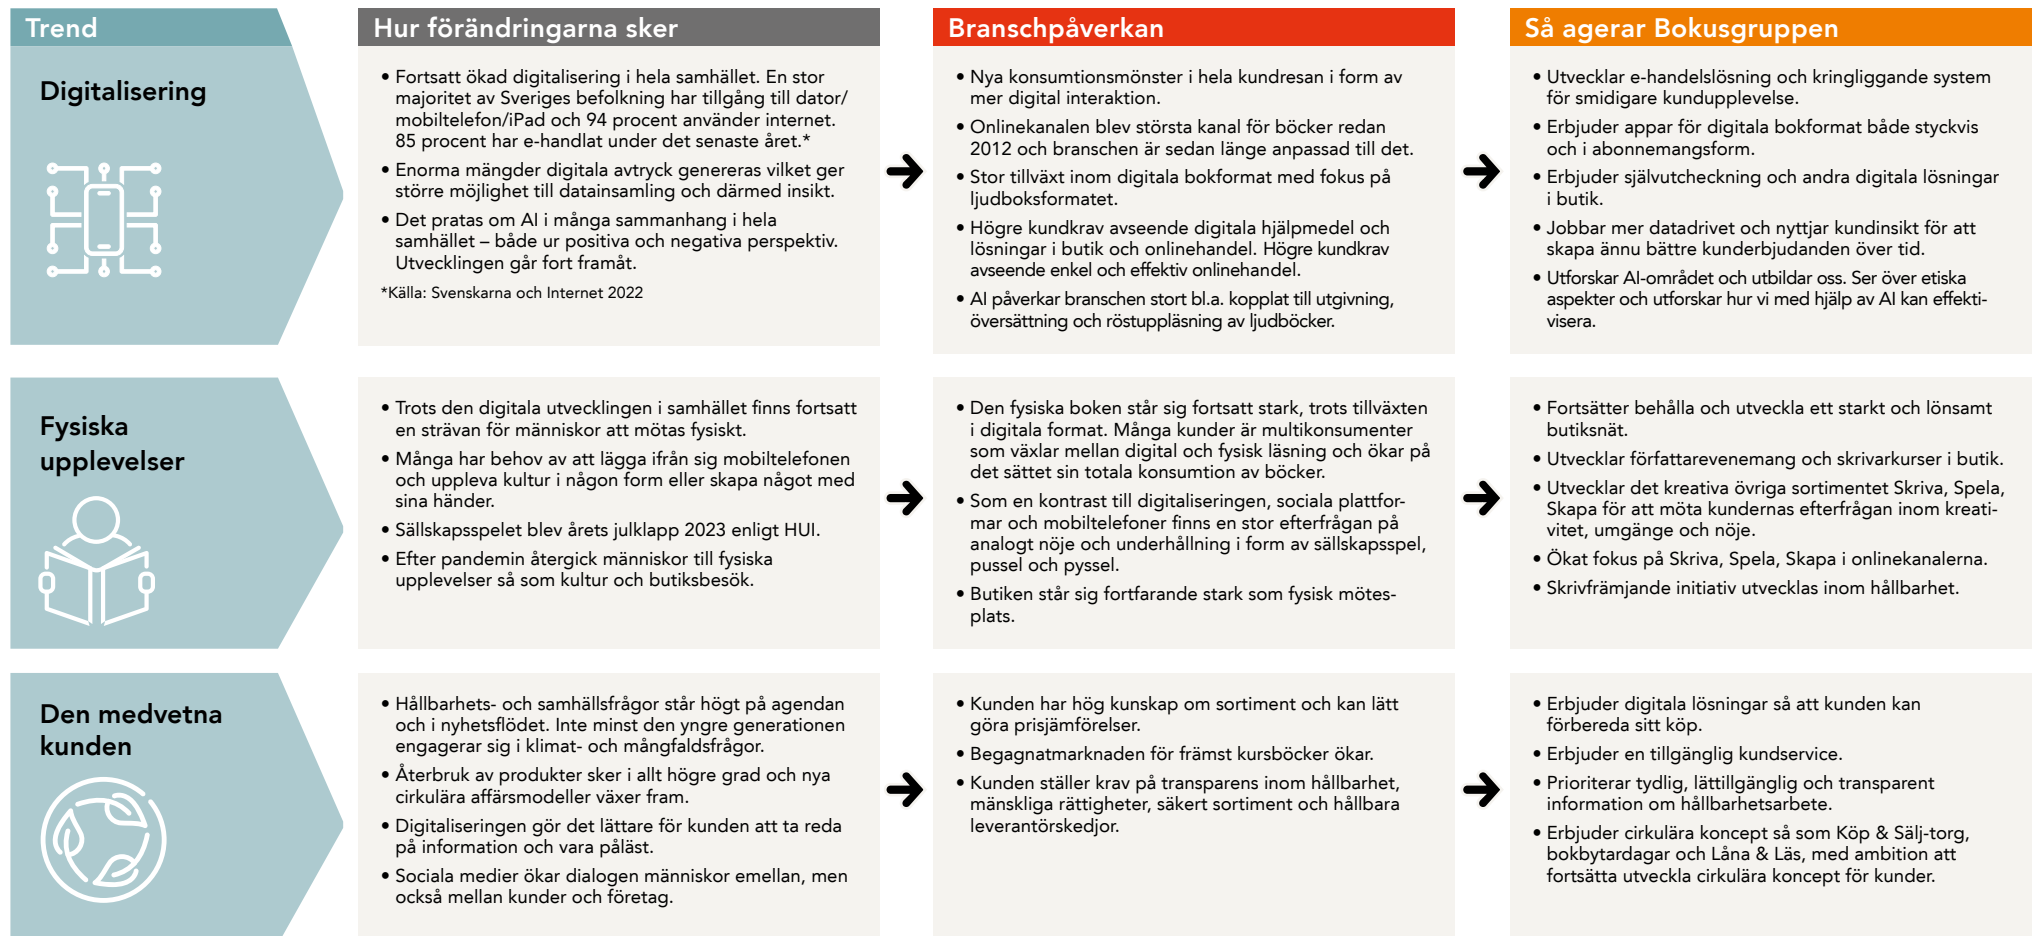 Trend
Hur förändringarna sker
Branschpåverkan
Så agerar Bokusgruppen
Digitalisering
• Fortsatt ökad digitalisering i hela samhället. En stor
majoritet av Sveriges befolkning har tillgång till dator/
mobiltelefon/iPad och 94 procent använder internet.
85 procent har e-handlat under det senaste året.*
• Enorma mängder digitala avtryck genereras vilket ger
större möjlighet till datainsamling och därmed insikt.
• Det pratas om AI i många sammanhang i hela
samhället – både ur positiva och negativa perspektiv.
Utvecklingen går fort framåt.
*Källa: Svenskarna och Internet 2022
• Nya konsumtionsmönster i hela kundresan i form av
mer digital interaktion.
• Onlinekanalen blev största kanal för böcker redan
2012 och branschen är sedan länge anpassad till det.
• Stor tillväxt inom digitala bokformat med fokus på
ljudboksformatet.
• Högre kundkrav avseende digitala hjälpmedel och
lösningar i butik och onlinehandel. Högre kundkrav
avseende enkel och effektiv onlinehandel.
• AI påverkar branschen stort bl.a. kopplat till utgivning,
översättning och röstuppläsning av ljudböcker.
• Utvecklar e-handelslösning och kringliggande system
för smidigare kundupplevelse.
• Erbjuder appar för digitala bokformat både styckvis
och i abonnemangsform.
• Erbjuder självutcheckning och andra digitala lösningar
i butik.
• Jobbar mer datadrivet och nyttjar kundinsikt för att
skapa ännu bättre kunderbjudanden över tid.
• Utforskar AI-området och utbildar oss. Ser över etiska
aspekter och utforskar hur vi med hjälp av AI kan effekti-
visera.
Fysiska
upplevelser
• Trots den digitala utvecklingen i samhället finns fortsatt
en strävan för människor att mötas fysiskt.
• Många har behov av att lägga ifrån sig mobiltelefonen
och uppleva kultur i någon form eller skapa något med
sina händer.
• Sällskapsspelet blev årets julklapp 2023 enligt HUI.
• Efter pandemin återgick människor till fysiska
upplevelser så som kultur och butiksbesök.
• Den fysiska boken står sig fortsatt stark, trots tillväxten
i digitala format. Många kunder är multikonsumenter
som växlar mellan digital och fysisk läsning och ökar på
det sättet sin totala konsumtion av böcker.
• Som en kontrast till digitaliseringen, sociala plattfor-
mar och mobiltelefoner finns en stor efterfrågan på
analogt nöje och underhållning i form av sällskapsspel,
pussel och pyssel.
• Butiken står sig fortfarande stark som fysisk mötes-
plats.
• Fortsätter behålla och utveckla ett starkt och lönsamt
butiksnät.
• Utvecklar författarevenemang och skrivarkurser i butik.
• Utvecklar det kreativa övriga sortimentet Skriva, Spela,
Skapa för att möta kundernas efterfrågan inom kreati-
vitet, umgänge och nöje.
• Ökat fokus på Skriva, Spela, Skapa i onlinekanalerna.
• Skrivfrämjande initiativ utvecklas inom hållbarhet.
Den medvetna
kunden
• Hållbarhets- och samhällsfrågor står högt på agendan
och i nyhetsflödet. Inte minst den yngre generationen
engagerar sig i klimat- och mångfaldsfrågor.
• Återbruk av produkter sker i allt högre grad och nya
cirkulära affärsmodeller växer fram.
• Digitaliseringen gör det lättare för kunden att ta reda
på information och vara påläst.
• Sociala medier ökar dialogen människor emellan, men
också mellan kunder och företag.
• Kunden har hög kunskap om sortiment och kan lätt
göra prisjämförelser.
• Begagnatmarknaden för främst kursböcker ökar.
• Kunden ställer krav på transparens inom hållbarhet,
mänskliga rättigheter, säkert sortiment och hållbara
leverantörskedjor.
• Erbjuder digitala lösningar så att kunden kan
förbereda sitt köp.
• Erbjuder en tillgänglig kundservice.
• Prioriterar tydlig, lättillgänglig och transparent
information om hållbarhetsarbete.
• Erbjuder cirkulära koncept så som Köp & Sälj-torg,
bokbytardagar och Låna & Läs, med ambition att
fortsätta utveckla cirkulära koncept för kunder.